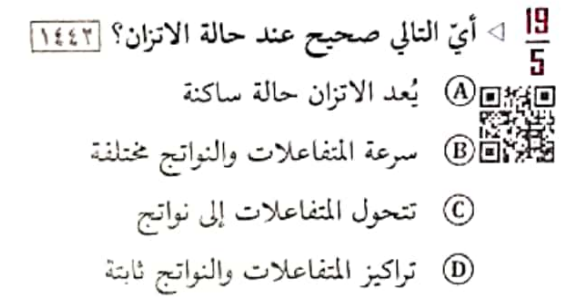 19/5 ◁ أيّ التالي صحيح عند حالة الاتزان؟ ١٤٤٢
A يُعد الاتزان حالة ساكنة
B سرعة المتفاعلات والنواتج مختلفة
C تتحول المتفاعلات إلى نواتج
D تراكيز المتفاعلات والنواتج ثابتة